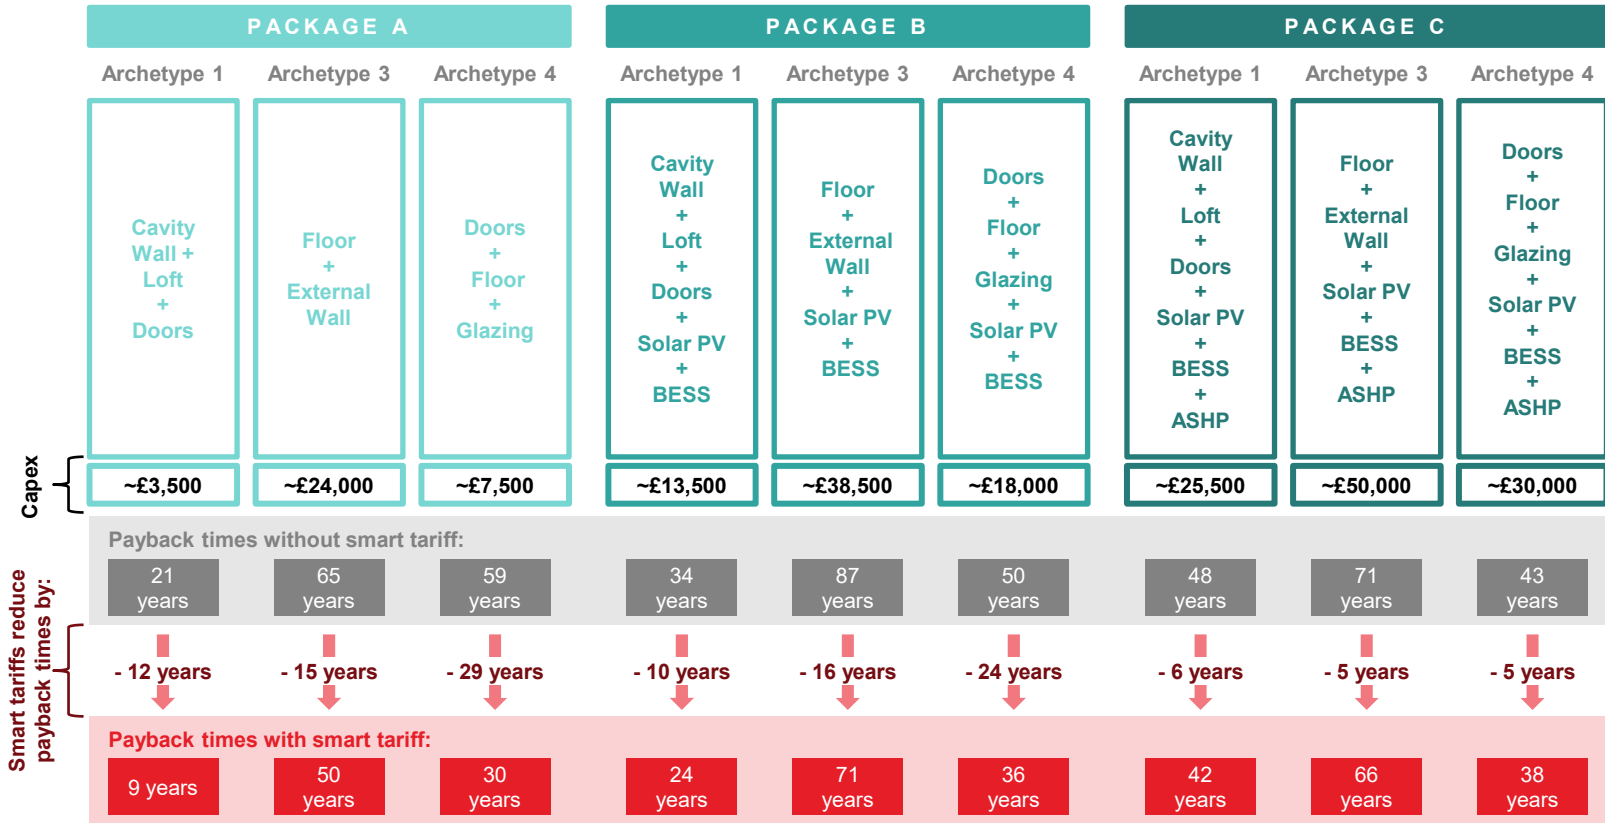 PACKAGE A
PACKAGE B
PACKAGE C
Archetype 1
Archetype 3
Archetype 4
Archetype 1
Archetype 3
Archetype 4
Archetype 1
Archetype 3
Archetype 4
Cavity
Wall +
Loft
+
Doors
Floor
+
External
Wall
Doors
+
Floor
+
Glazing
Cavity
Wall
+
Loft
+
Doors
+
Solar PV
+
BESS
Floor
+
External
Wall
+
Solar PV
+
BESS
Doors
+
Floor
+
Glazing
+
Solar PV
+
BESS
Cavity
Wall
+
Loft
+
Doors
+
Solar PV
+
BESS
+
ASHP
Floor
+
External
Wall
+
Solar PV
+
BESS
+
ASHP
Doors
+
Floor
+
Glazing
+
Solar PV
+
BESS
+
ASHP
Capex
~£3,500
~£24,000
~£7,500
~£13,500
~£38,500
~£18,000
~£25,500
~£50,000
~£30,000
Payback times without smart tariff:
21
years
65
years
59
years
34
years
87
years
50
years
48
years
71
years
43
years
Smart tariffs reduce
payback times by:
- 12 years
- 15 years
- 29 years
- 10 years
- 16 years
- 24 years
- 6 years
- 5 years
- 5 years
Payback times with smart tariff:
9 years
50
years
30
years
24
years
71
years
36
years
42
years
66
years
38
years